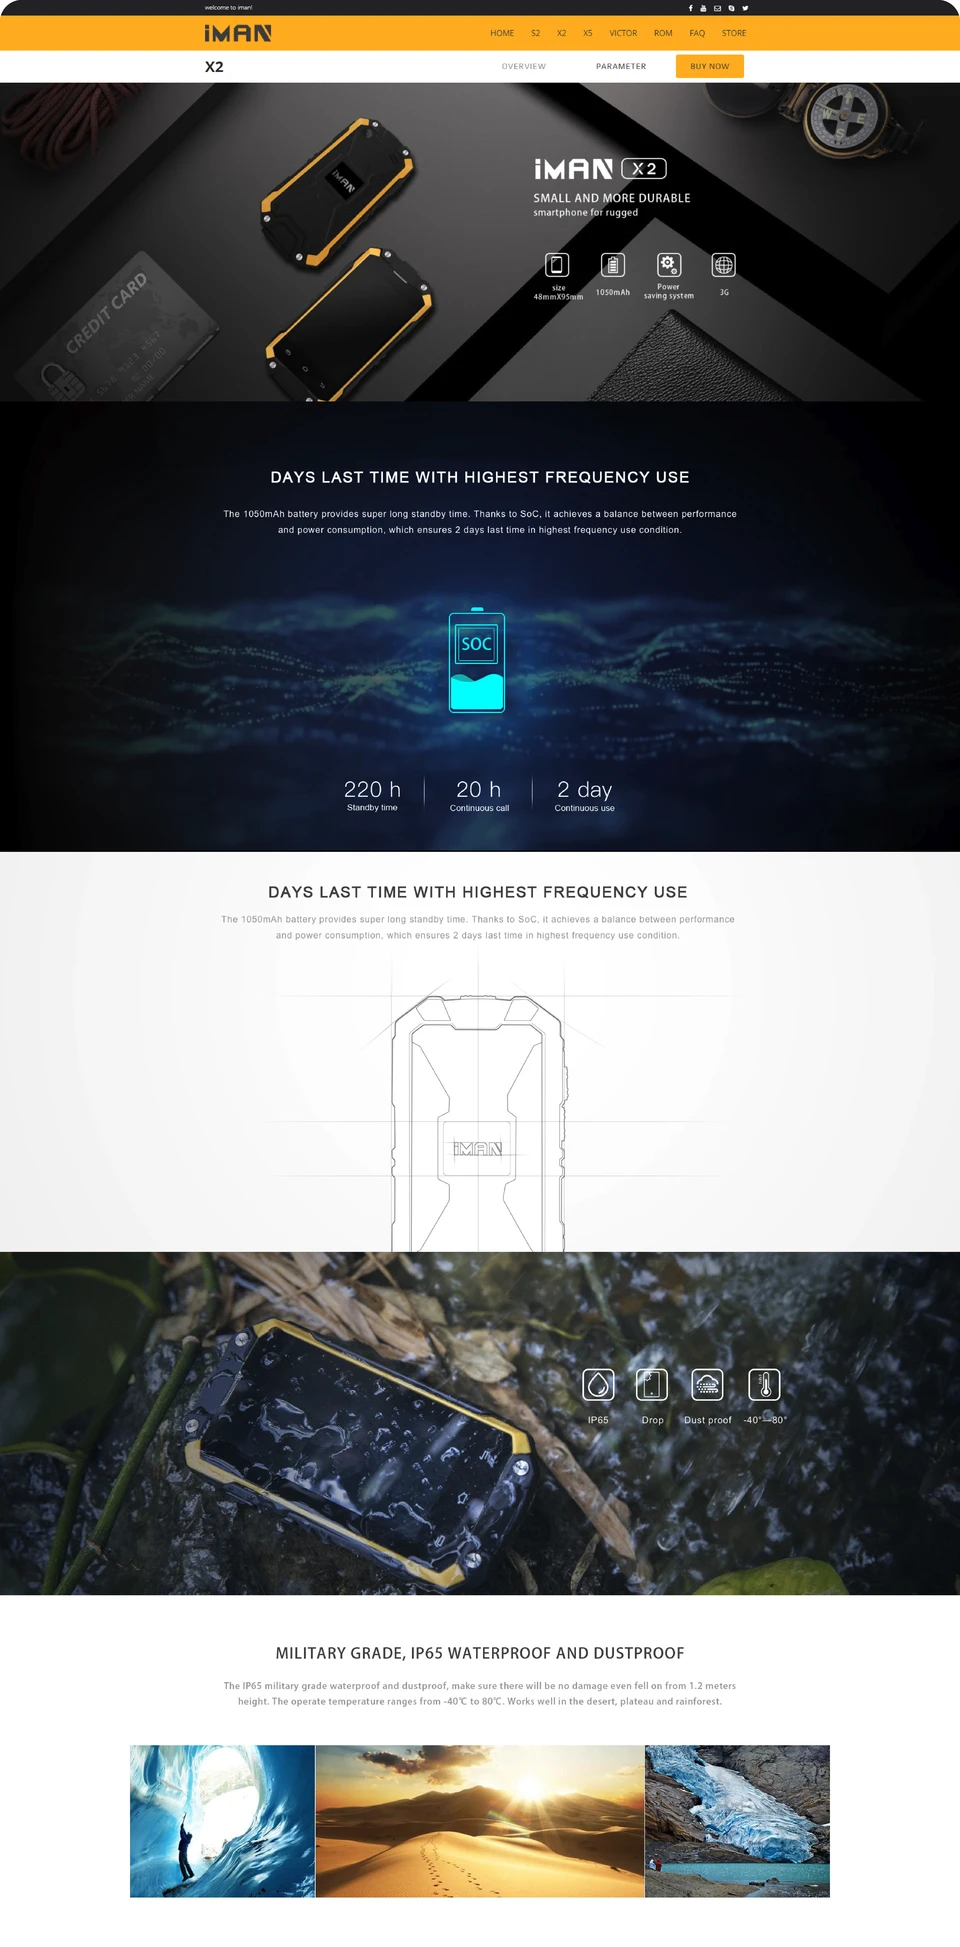 welcome to iman!
iMAN
HOME S2 X2 X5 VICTOR ROM FAQ STORE
X2
OVERVIEW PARAMETER BUY NOW
iMAN
iMAN X2
SMALL AND MORE DURABLE
smartphone for rugged
size
48mmX95mm
1050mAh
Power
saving system
3G
CREDIT CARD
DAYS LAST TIME WITH HIGHEST FREQUENCY USE
The 1050mAh battery provides super long standby time. Thanks to SoC, it achieves a balance between performance
and power consumption, which ensures 2 days last time in highest frequency use condition.
SOC
220 h 20 h 2 day
Standby time Continuous call Continuous use
DAYS LAST TIME WITH HIGHEST FREQUENCY USE
The 1050mAh battery provides super long standby time. Thanks to SoC, it achieves a balance between performance
and power consumption, which ensures 2 days last time in highest frequency use condition.
iMAN
IP65 Drop Dust proof -40°—80°
MILITARY GRADE, IP65 WATERPROOF AND DUSTPROOF
The IP65 military grade waterproof and dustproof, make sure there will be no damage even fell on from 1.2 meters
height. The operate temperature ranges from -40℃ to 80℃. Works well in the desert, plateau and rainforest.